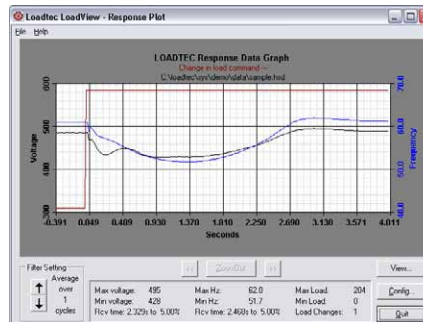 Loadtec LoadView - Response Plot
File Help
LOADTEC Response Data Graph
Change in load command ---
C:\loadtec\sys\demo\data\sample.hsd
600
500
400
300
Voltage
70.0
60.0
50.0
40.0
Frequency
-0.391 0.049 0.489 0.930 1.370 1.810 2.250 2.690 3.130 3.571 4.011
Seconds
Filter Setting
Average
over
1
cycles
<< ZoomOut >>
View...
Config...
Quit
Max voltage: 495 Max Hz: 62.0 Max Load: 204
Min voltage: 428 Min Hz: 51.7 Min Load: 0
Rcv time: 2.329s to 5.00% Rcv time: 2.468s to 5.00% Load Changes: 1